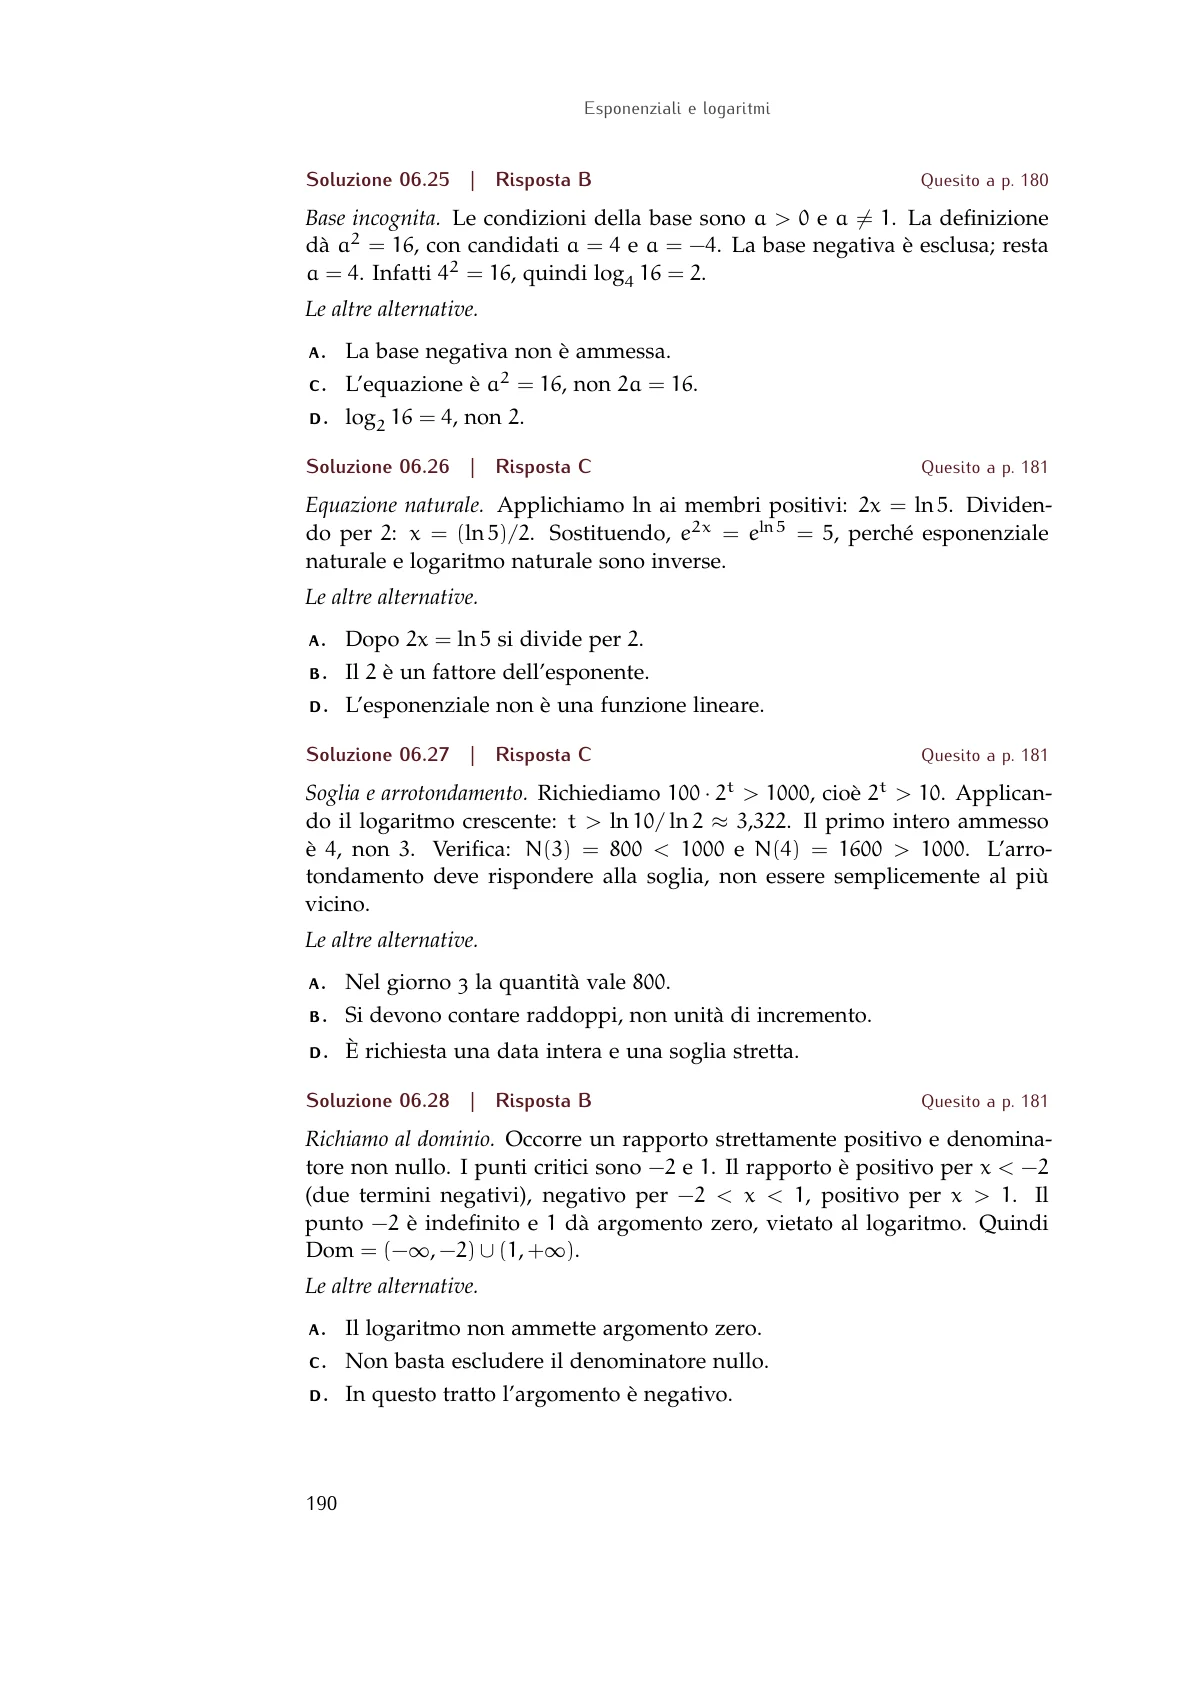 Esponenziali e logaritmi
Soluzione 06.25 | Risposta B Quesito a p. 180
Base incognita. Le condizioni della base sono a > 0 e a ≠ 1. La definizione
dà a² = 16, con candidati a = 4 e a = −4. La base negativa è esclusa; resta
a = 4. Infatti 4² = 16, quindi log₄ 16 = 2.
Le altre alternative.
A. La base negativa non è ammessa.
C. L'equazione è a² = 16, non 2a = 16.
D. log₂ 16 = 4, non 2.
Soluzione 06.26 | Risposta C Quesito a p. 181
Equazione naturale. Applichiamo ln ai membri positivi: 2x = ln 5. Dividen-
do per 2: x = (ln 5)/2. Sostituendo, e^{2x} = e^{ln 5} = 5, perché esponenziale
naturale e logaritmo naturale sono inverse.
Le altre alternative.
A. Dopo 2x = ln 5 si divide per 2.
B. Il 2 è un fattore dell'esponente.
D. L'esponenziale non è una funzione lineare.
Soluzione 06.27 | Risposta C Quesito a p. 181
Soglia e arrotondamento. Richiediamo 100 · 2^t > 1000, cioè 2^t > 10. Applican-
do il logaritmo crescente: t > ln 10/ ln 2 ≈ 3,322. Il primo intero ammesso
è 4, non 3. Verifica: N(3) = 800 < 1000 e N(4) = 1600 > 1000. L'arro-
tondamento deve rispondere alla soglia, non essere semplicemente al più
vicino.
Le altre alternative.
A. Nel giorno 3 la quantità vale 800.
B. Si devono contare raddoppi, non unità di incremento.
D. È richiesta una data intera e una soglia stretta.
Soluzione 06.28 | Risposta B Quesito a p. 181
Richiamo al dominio. Occorre un rapporto strettamente positivo e denomina-
tore non nullo. I punti critici sono −2 e 1. Il rapporto è positivo per x < −2
(due termini negativi), negativo per −2 < x < 1, positivo per x > 1. Il
punto −2 è indefinito e 1 dà argomento zero, vietato al logaritmo. Quindi
Dom = (−∞, −2) ∪ (1, +∞).
Le altre alternative.
A. Il logaritmo non ammette argomento zero.
C. Non basta escludere il denominatore nullo.
D. In questo tratto l'argomento è negativo.
190